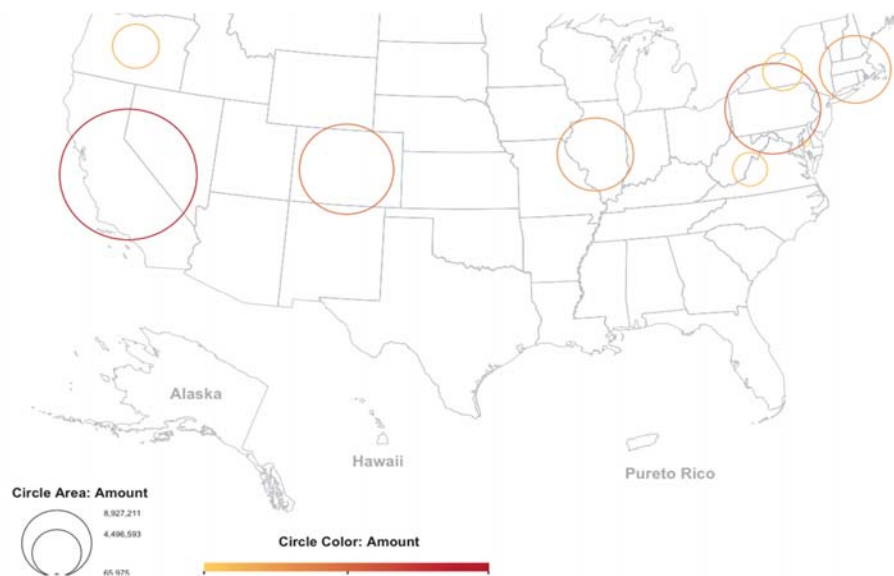 Alaska
Hawaii
Pureto Rico
Circle Area: Amount
8,927,211
4,496,593
65,975
Circle Color: Amount